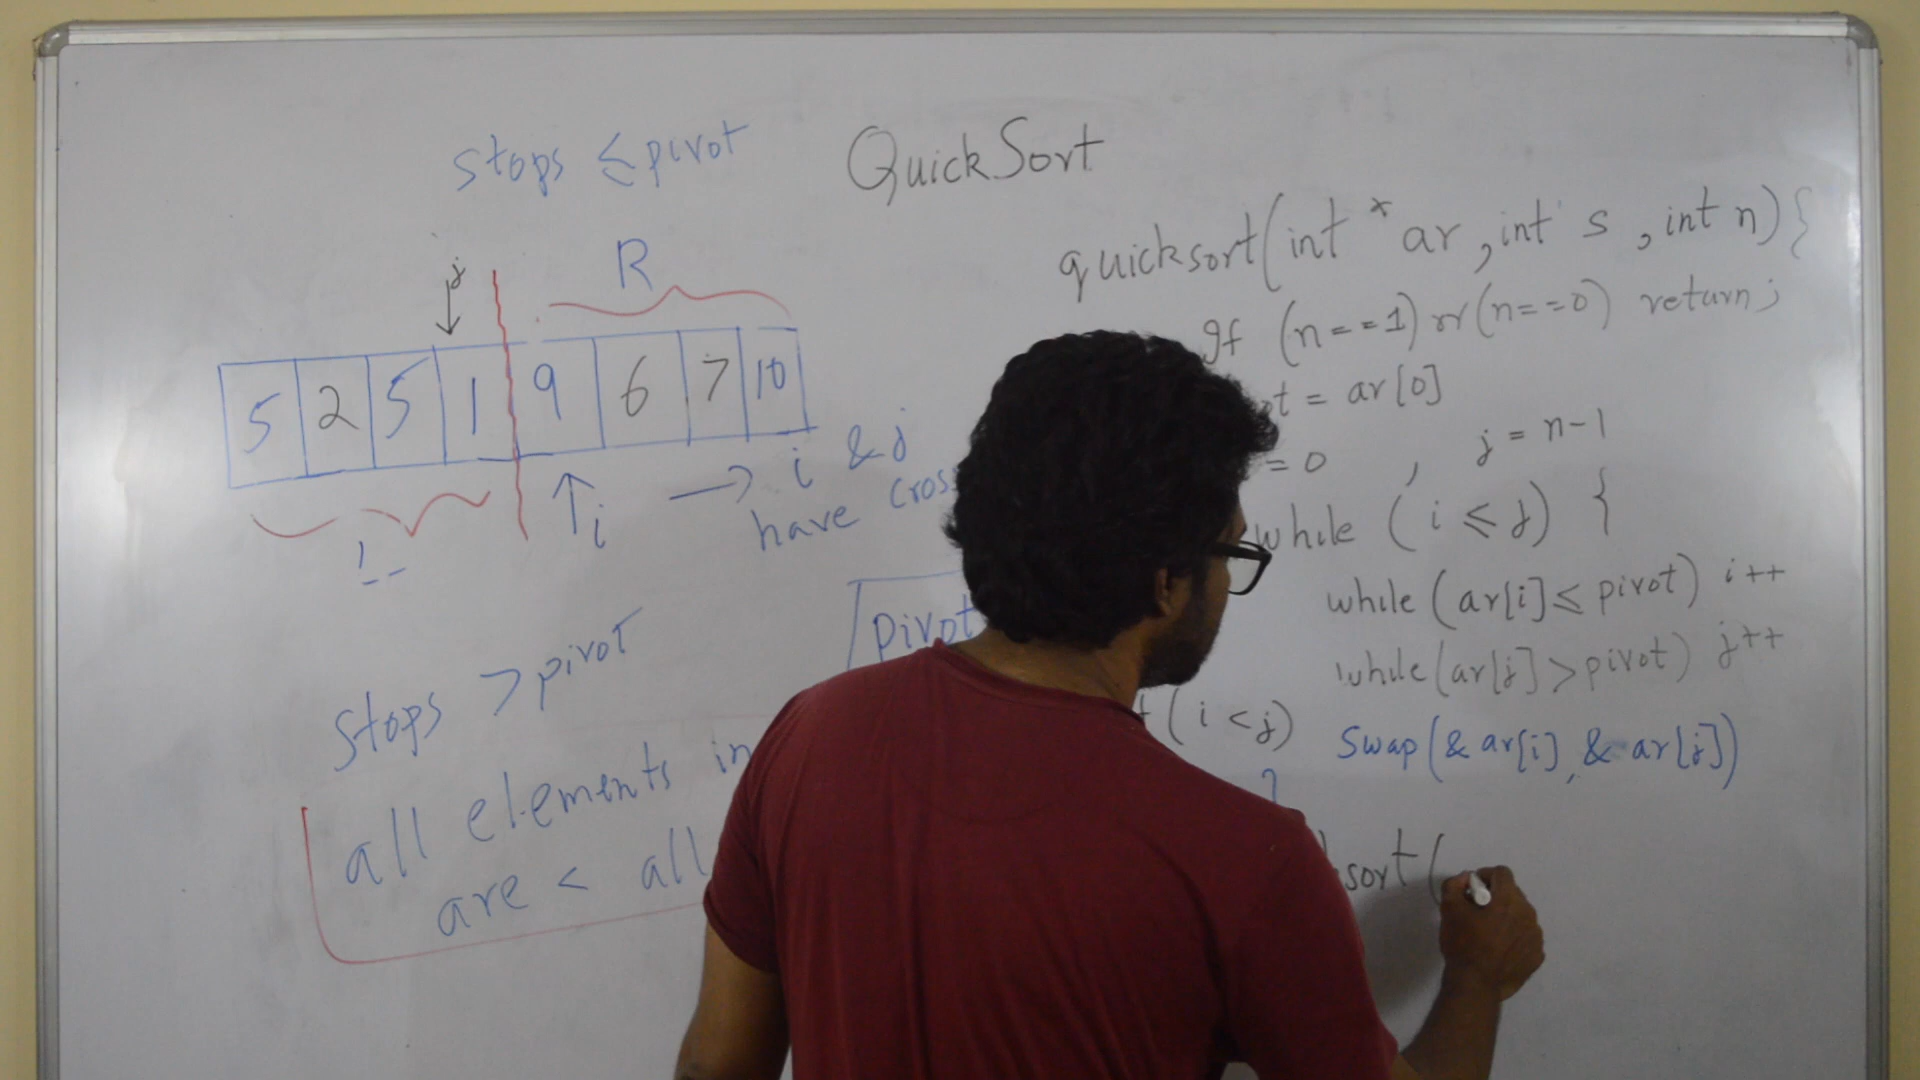 Stops ≤ pivot
QuickSort
j
R
5 2 5 1 9 6 7 10
i → i & j
have
Stops > pivot
pivot
all elements in
are < all
quicksort(int *ar, int s, int n){
If (n==1) or (n==0) return;
= ar[0]
= 0 , j = n-1
while (i ≤ j) {
while (ar[i] ≤ pivot) i++
while (ar[j] > pivot) j++
(i < j) Swap(& ar[i], & ar[j])
sort(